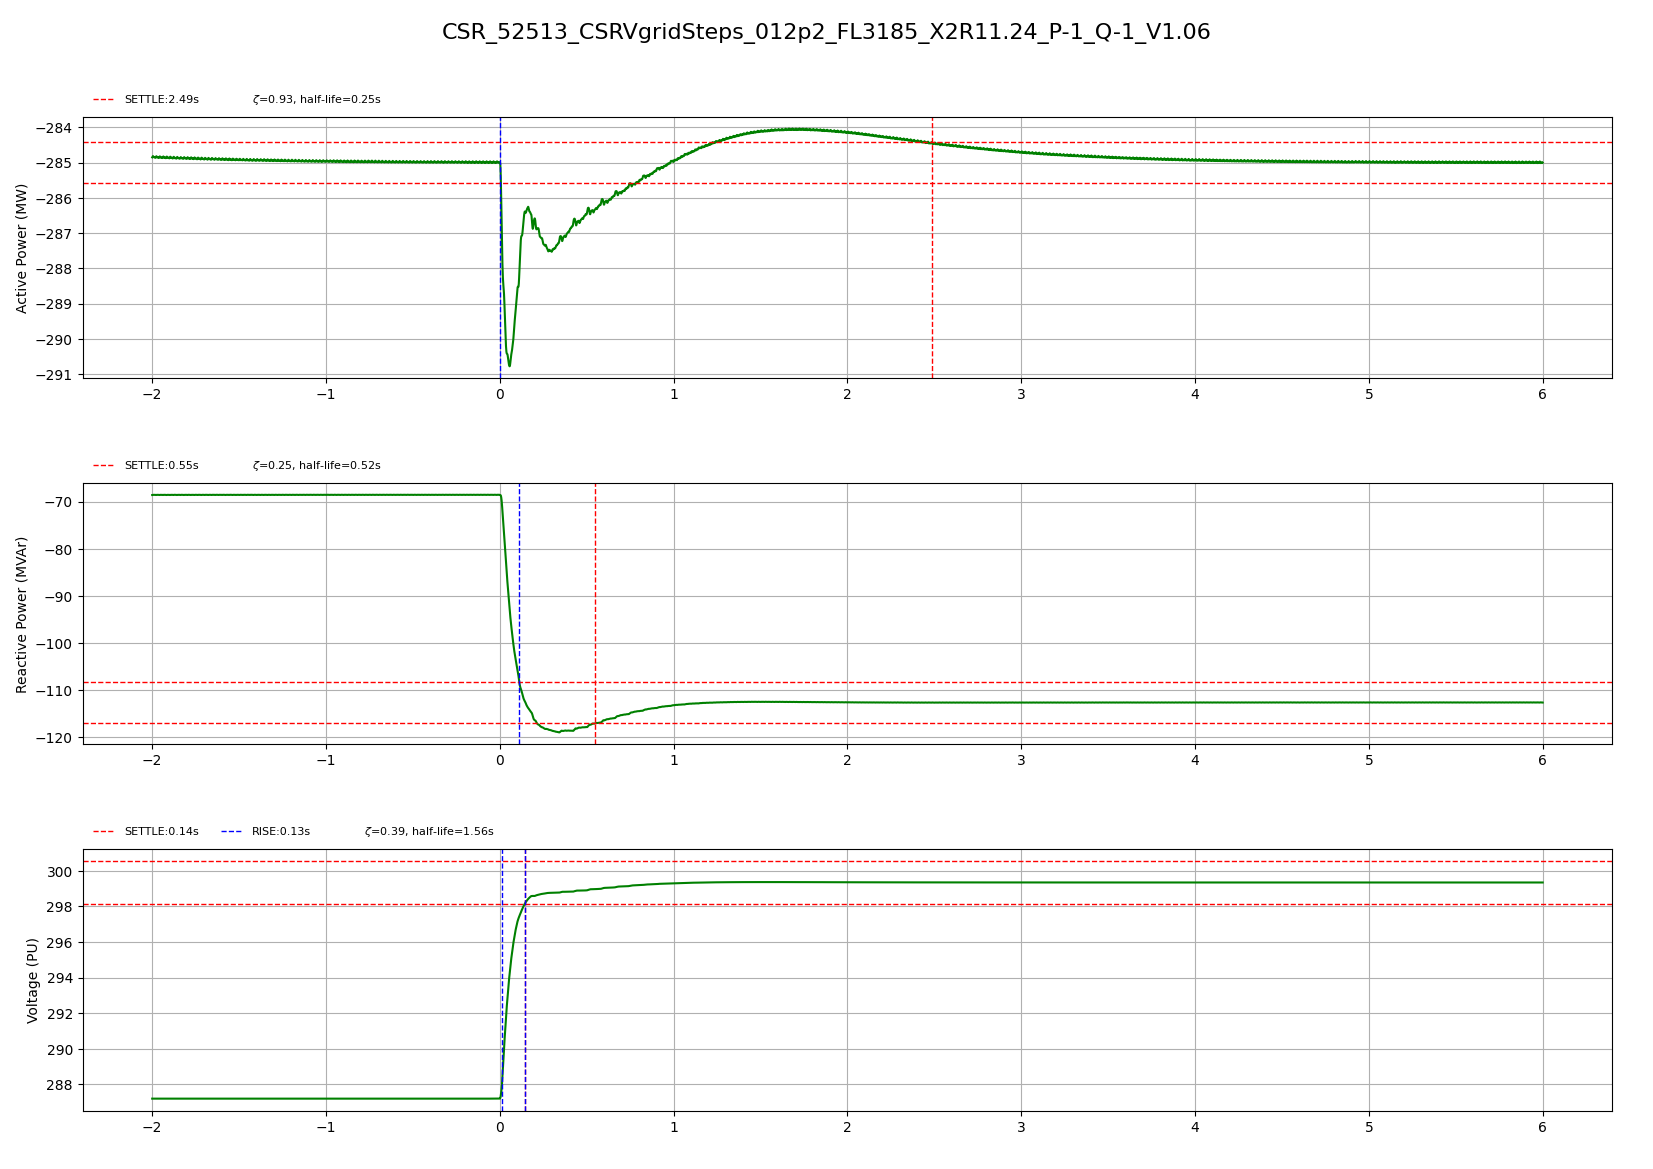 CSR_52513_CSRVgridSteps_012p2_FL3185_X2R11.24_P-1_Q-1_V1.06
SETTLE:2.49s ζ=0.93, half-life=0.25s
Active Power (MW)
−284
−285
−286
−287
−288
−289
−290
−291
−2 −1 0 1 2 3 4 5 6
SETTLE:0.55s ζ=0.25, half-life=0.52s
Reactive Power (MVAr)
−70
−80
−90
−100
−110
−120
−2 −1 0 1 2 3 4 5 6
SETTLE:0.14s RISE:0.13s ζ=0.39, half-life=1.56s
Voltage (PU)
300
298
296
294
292
290
288
−2 −1 0 1 2 3 4 5 6